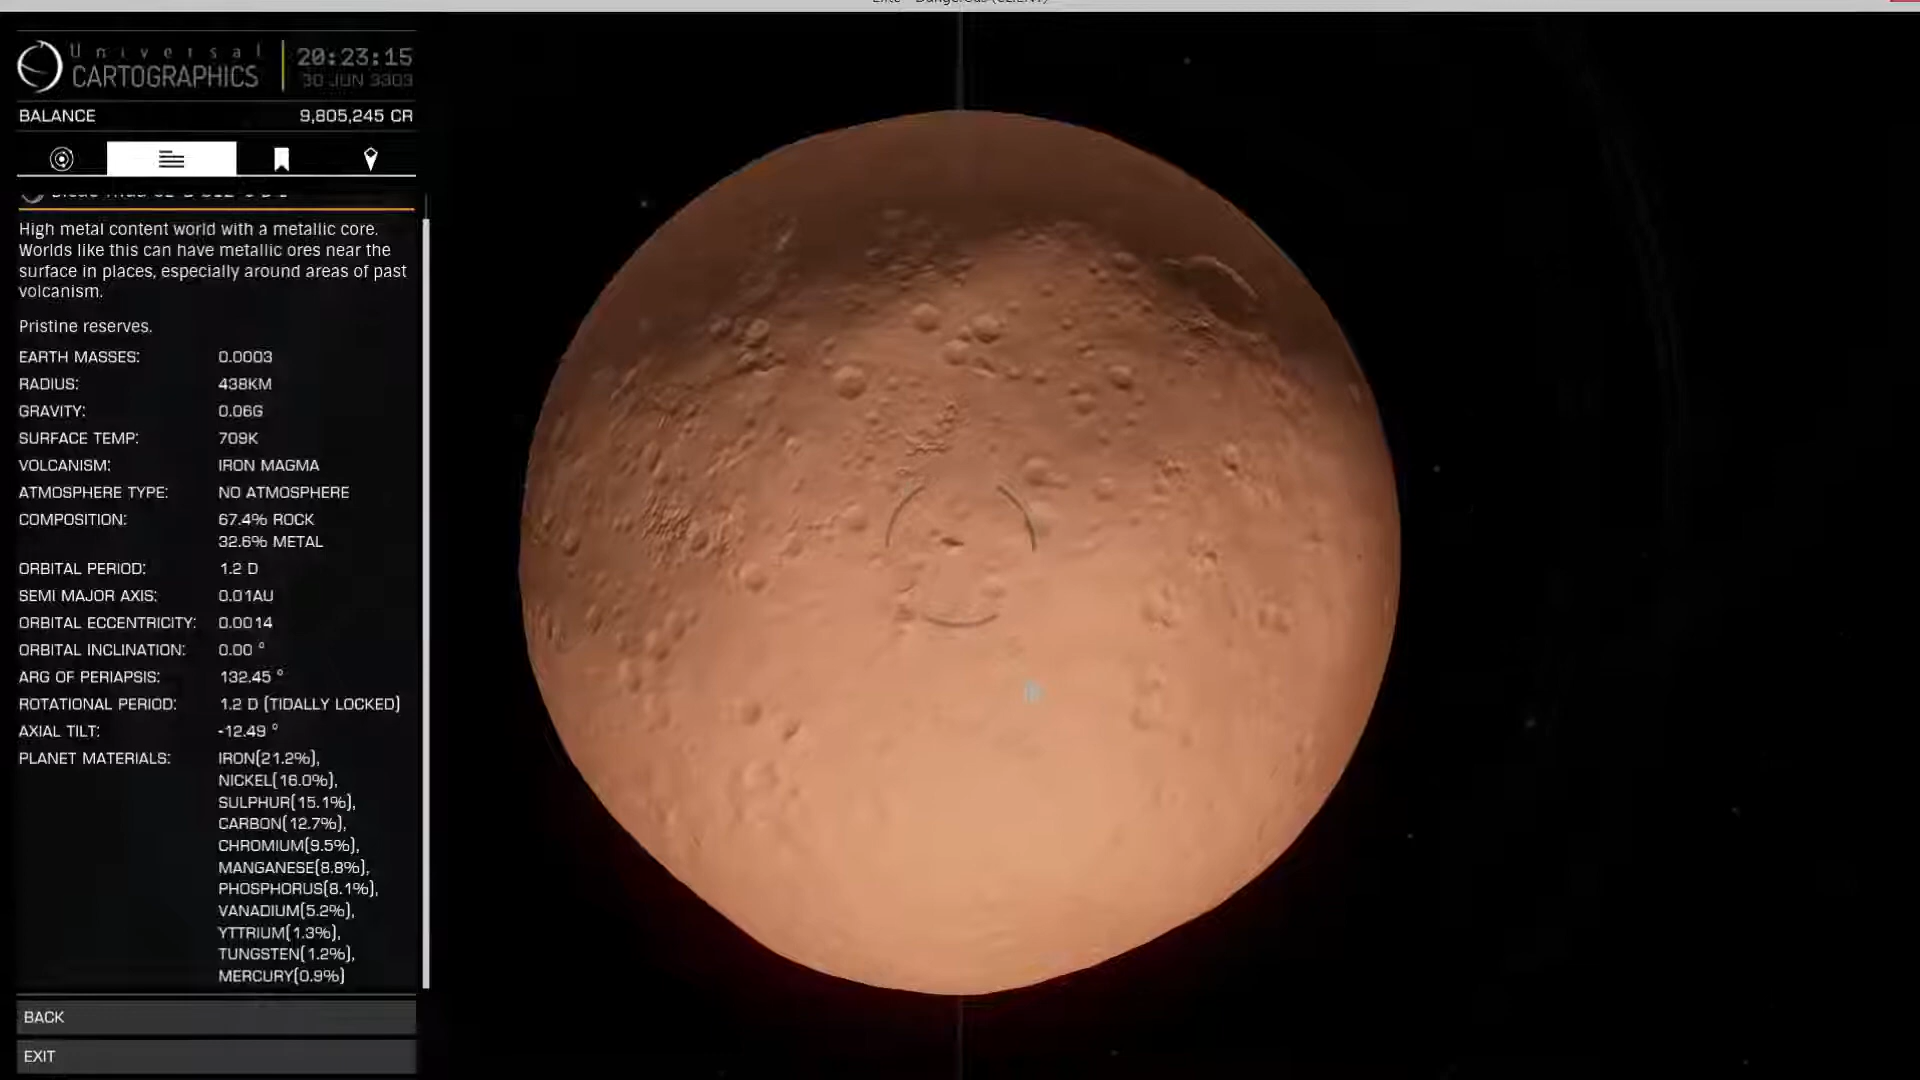 Universal
CARTOGRAPHICS
20:23:15
30 JUN 3303
BALANCE 9,805,245 CR
High metal content world with a metallic core.
Worlds like this can have metallic ores near the
surface in places, especially around areas of past
volcanism.
Pristine reserves.
EARTH MASSES: 0.0003
RADIUS: 438KM
GRAVITY: 0.06G
SURFACE TEMP: 709K
VOLCANISM: IRON MAGMA
ATMOSPHERE TYPE: NO ATMOSPHERE
COMPOSITION: 67.4% ROCK
32.6% METAL
ORBITAL PERIOD: 1.2 D
SEMI MAJOR AXIS: 0.01AU
ORBITAL ECCENTRICITY: 0.0014
ORBITAL INCLINATION: 0.00 °
ARG OF PERIAPSIS: 132.45 °
ROTATIONAL PERIOD: 1.2 D (TIDALLY LOCKED)
AXIAL TILT: -12.49 °
PLANET MATERIALS: IRON(21.2%),
NICKEL(16.0%),
SULPHUR(15.1%),
CARBON(12.7%),
CHROMIUM(9.5%),
MANGANESE(8.8%),
PHOSPHORUS(8.1%),
VANADIUM(5.2%),
YTTRIUM(1.3%),
TUNGSTEN(1.2%),
MERCURY(0.9%)
BACK
EXIT